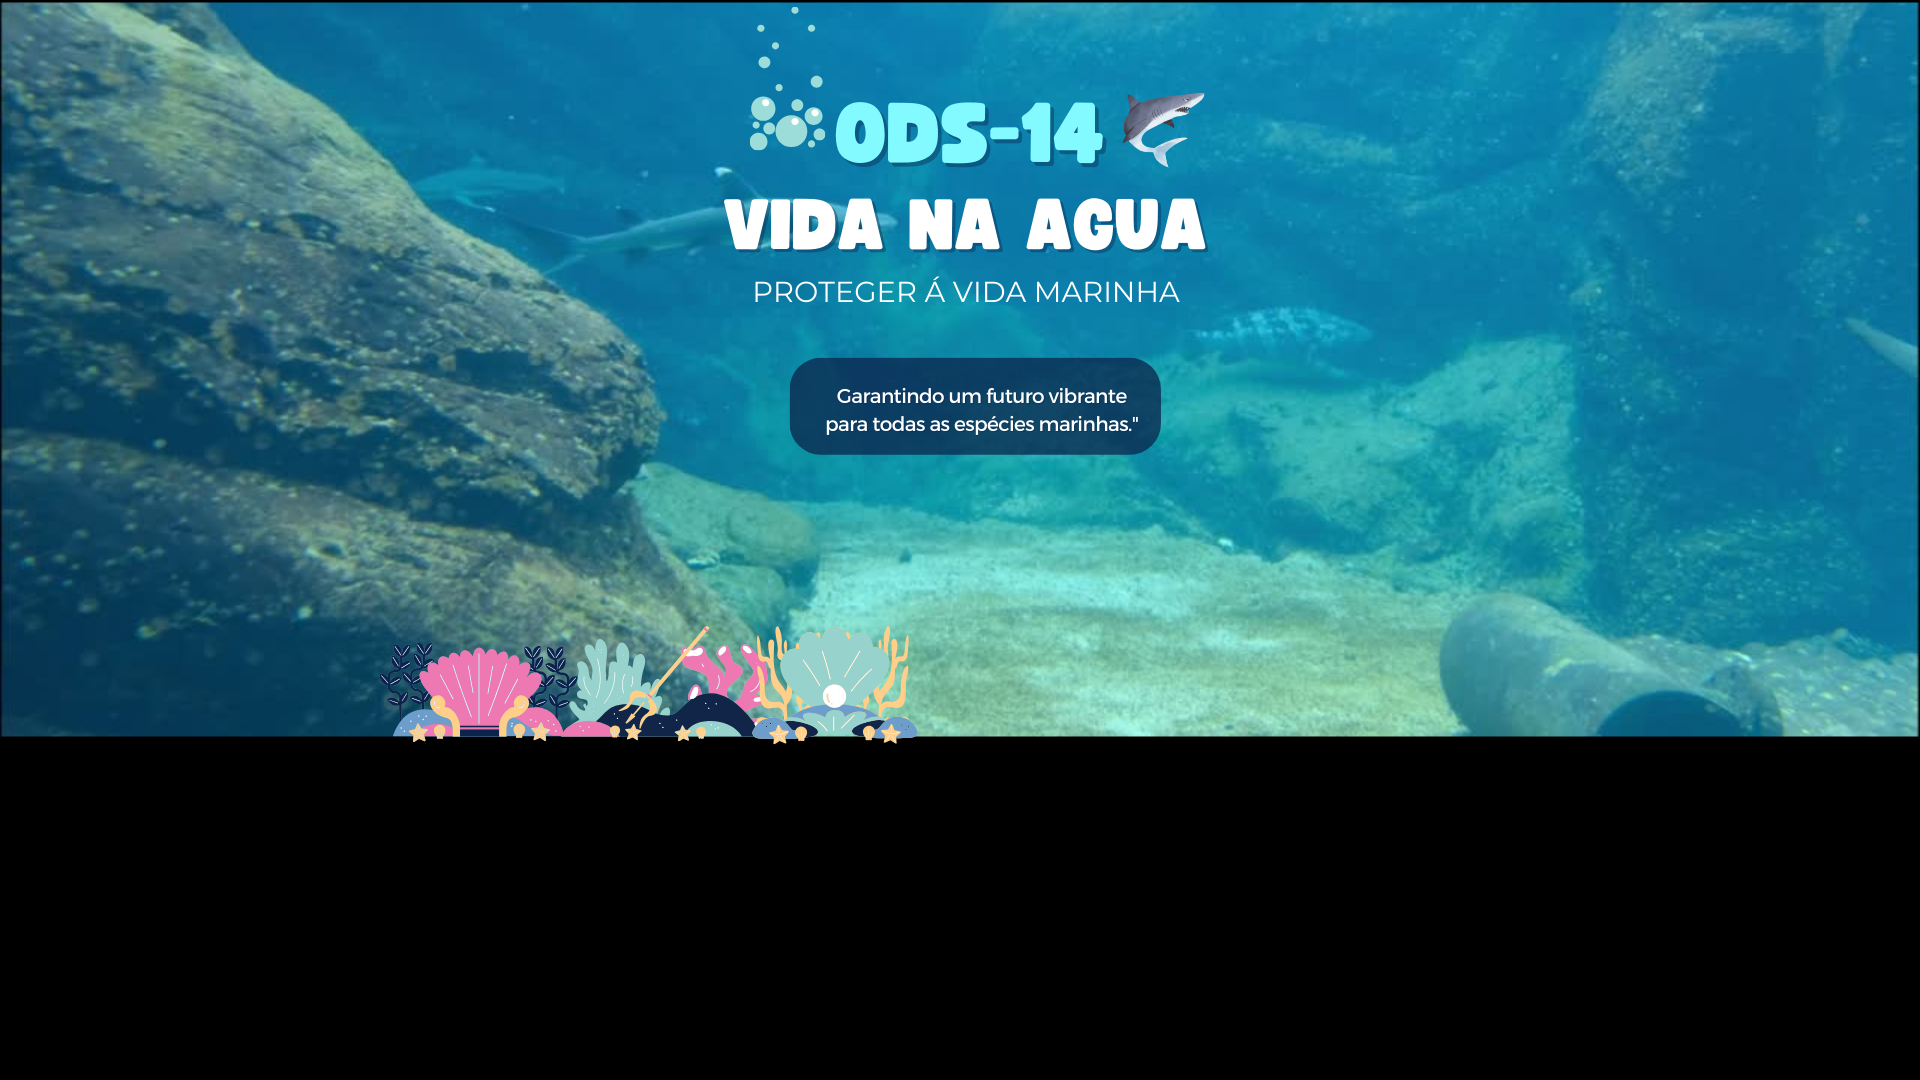 ODS-14
VIDA NA AGUA
PROTEGER Á VIDA MARINHA
Garantindo um futuro vibrante
para todas as espécies marinhas."